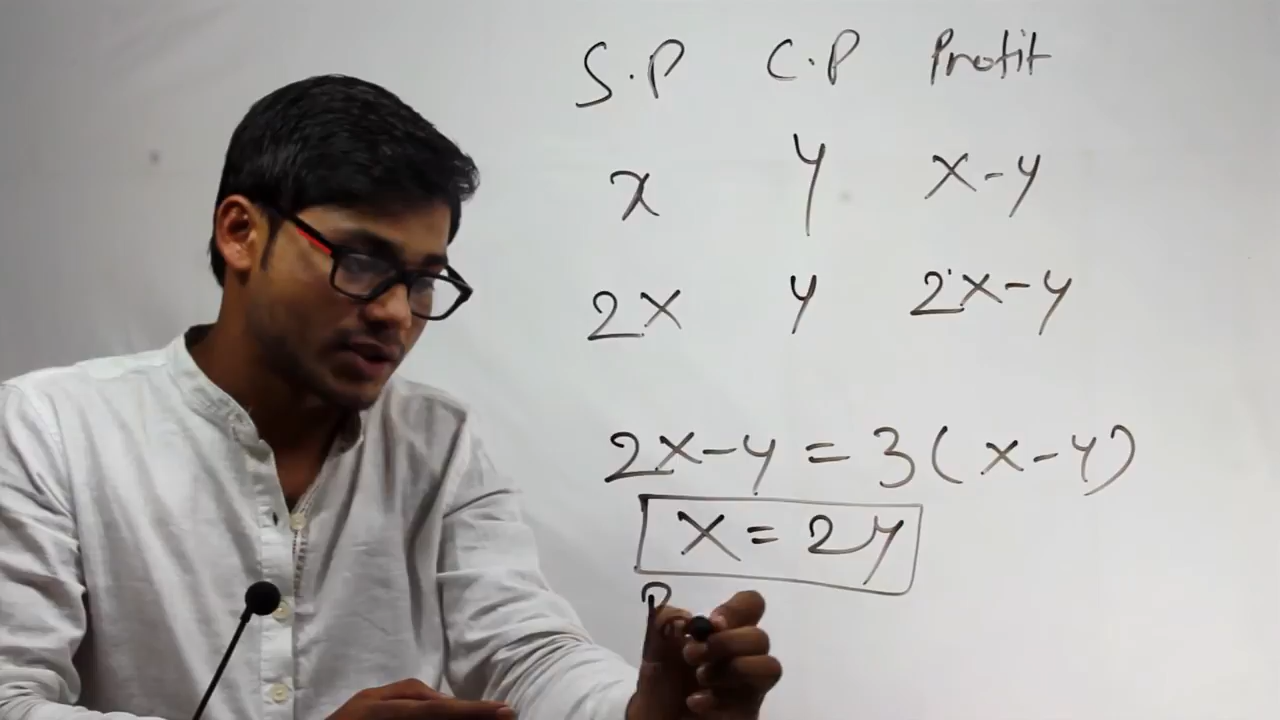 S.P C.P Profit
x y x-y
2x y 2x-y
2x-y = 3(x-y)
x = 2y
P